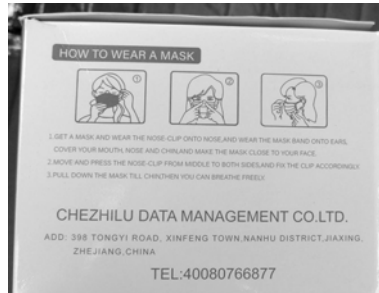 HOW TO WEAR A MASK
1 2 3
1.GET A MASK AND WEAR THE NOSE-CLIP ONTO NOSE,AND WEAR THE MASK BAND ONTO EARS,
COVER YOUR MOUTH, NOSE AND CHIN,AND MAKE THE MASK CLOSE TO YOUR FACE.
2.MOVE AND PRESS THE NOSE-CLIP FROM MIDDLE TO BOTH SIDES,AND FIX THE CLIP ACCORDINGLY.
3.PULL DOWN THE MASK TILL CHIN,THEN YOU CAN BREATHE FREELY.
CHEZHILU DATA MANAGEMENT CO.LTD.
ADD: 398 TONGYI ROAD, XINFENG TOWN,NANHU DISTRICT,JIAXING,
ZHEJIANG,CHINA
TEL:40080766877